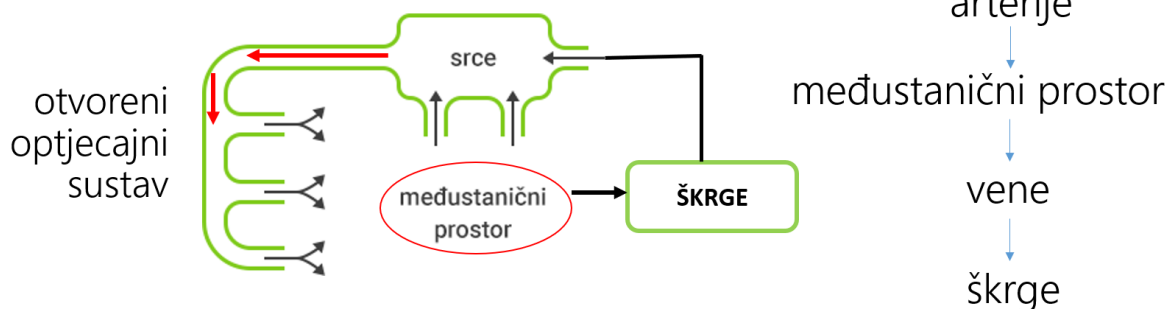 arterije
srce
međustanični prostor
otvoreni
optjecajni
sustav
međustanični
prostor
ŠKRGE
vene
škrge